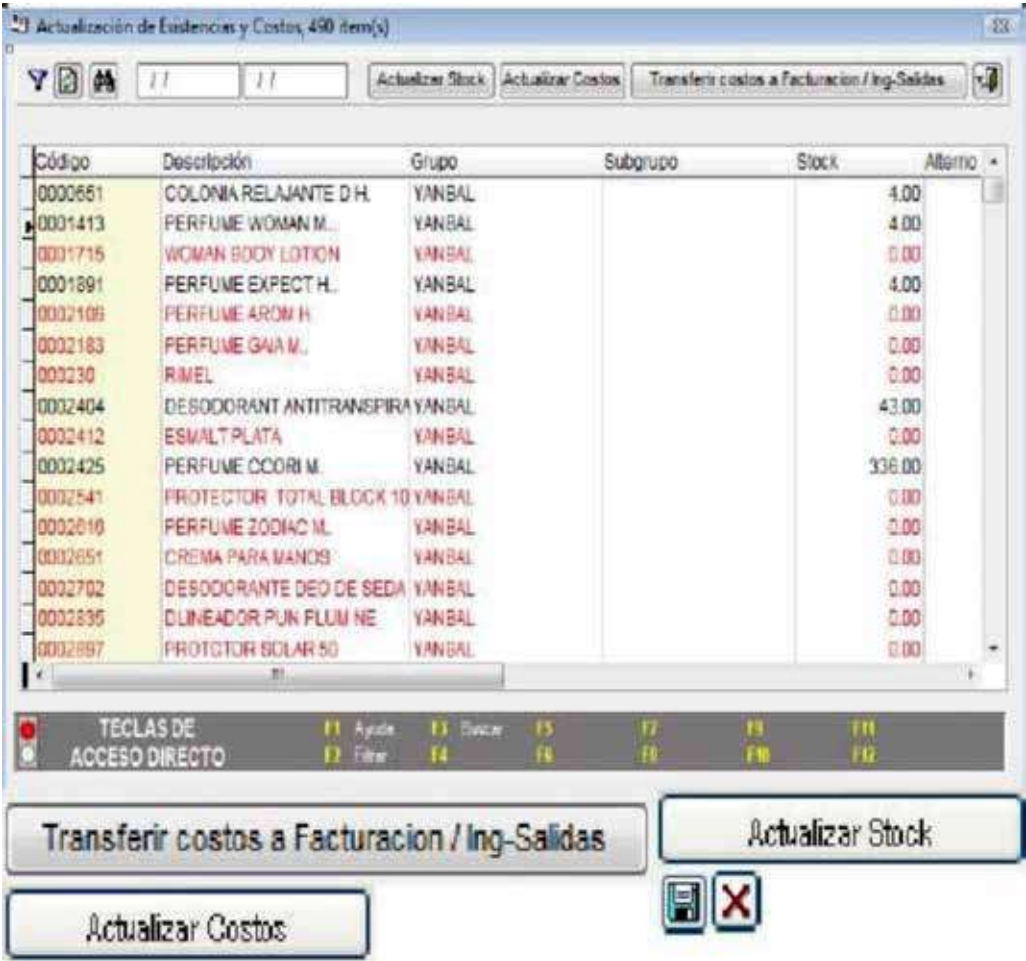 Actualización de Existencias y Costos, 490 item(s)
/ / / / Actualizar Stock Actualizar Costos Transferir costos a Facturacion / Ing-Salidas
Código Descripción Grupo Subgrupo Stock Alterno
0000651 COLONIA RELAJANTE D H. YANBAL 4.00
0001413 PERFUME WOMAN M... YANBAL 4.00
0001715 WOMAN BODY LOTION YANBAL 0.00
0001891 PERFUME EXPECT H.. YANBAL 4.00
0002106 PERFUME AROM H. YANBAL 0.00
0002183 PERFUME GAIA M.. YANBAL 0.00
000230 RIMEL YANBAL 0.00
0002404 DESODORANT ANTITRANSPIRA YANBAL 43.00
0002412 ESMALT PLATA YANBAL 0.00
0002425 PERFUME CCORI M. YANBAL 336.00
0002541 PROTECTOR TOTAL BLOCK 10 YANBAL 0.00
0002616 PERFUME ZODIAC M. YANBAL 0.00
0002651 CREMA PARA MANOS YANBAL 0.00
0002702 DESODORANTE DEO DE SEDA YANBAL 0.00
0002835 DLINEADOR PUN FLUM NE YANBAL 0.00
0002897 PROTOTOR SOLAR 50 YANBAL 0.00
TECLAS DE F1 Ayuda F3 Buscar F5 F7 F9 F11
ACCESO DIRECTO F2 Filtrar F4 F6 F8 F10 F12
Transferir costos a Facturacion / Ing-Salidas
Actualizar Stock
Actualizar Costos